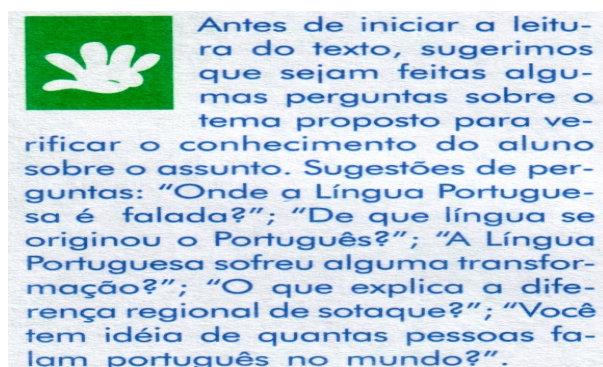 Antes de iniciar a leitu-
ra do texto, sugerimos
que sejam feitas algu-
mas perguntas sobre o
tema proposto para ve-
rificar o conhecimento do aluno
sobre o assunto. Sugestões de per-
guntas: “Onde a Língua Portugue-
sa é falada?”; “De que língua se
originou o Português?”; “A Língua
Portuguesa sofreu alguma transfor-
mação?”; “O que explica a dife-
rença regional de sotaque?”; “Você
tem idéia de quantas pessoas fa-
lam português no mundo?”.